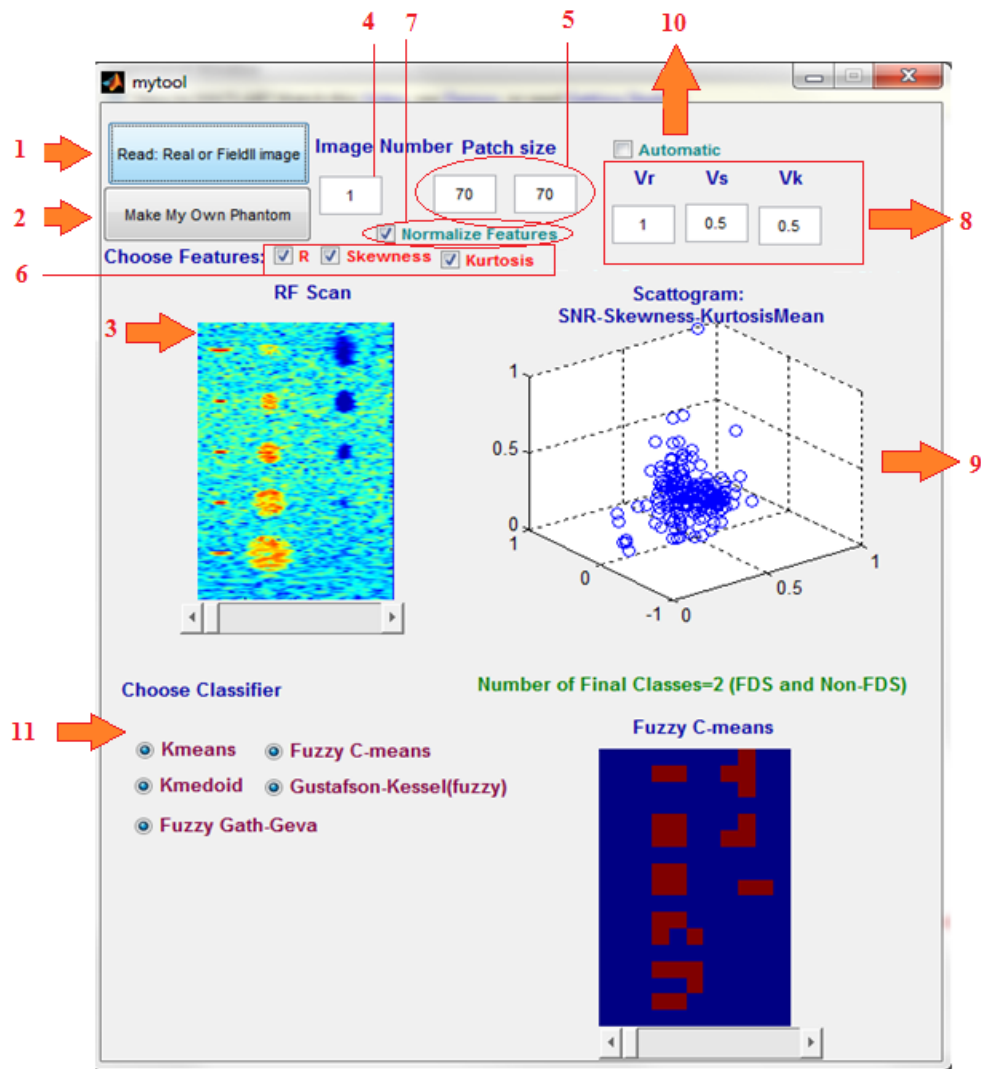 4 7 5 10
mytool
1 Read: Real or FieldII image Image Number Patch size Automatic
Vr Vs Vk
2 Make My Own Phantom 1 70 70 1 0.5 0.5 8
Normalize Features
Choose Features: R Skewness Kurtosis
6
RF Scan
3
Scattogram:
SNR-Skewness-KurtosisMean
1
0.5
0
1
0
-1
0
0.5
1
9
Choose Classifier
Number of Final Classes=2 (FDS and Non-FDS)
11
Kmeans Fuzzy C-means
Kmedoid Gustafson-Kessel(fuzzy)
Fuzzy Gath-Geva
Fuzzy C-means